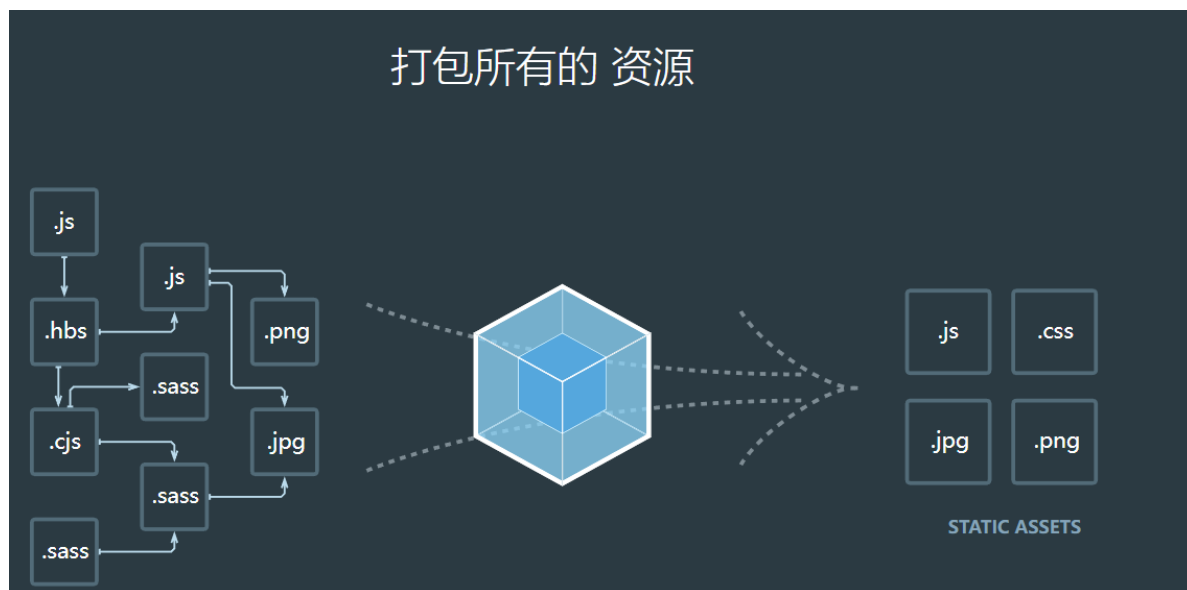 打包所有的 资源
.js
.js
.hbs
.png
.sass
.cjs
.jpg
.sass
.sass
.js
.css
.jpg
.png
STATIC ASSETS